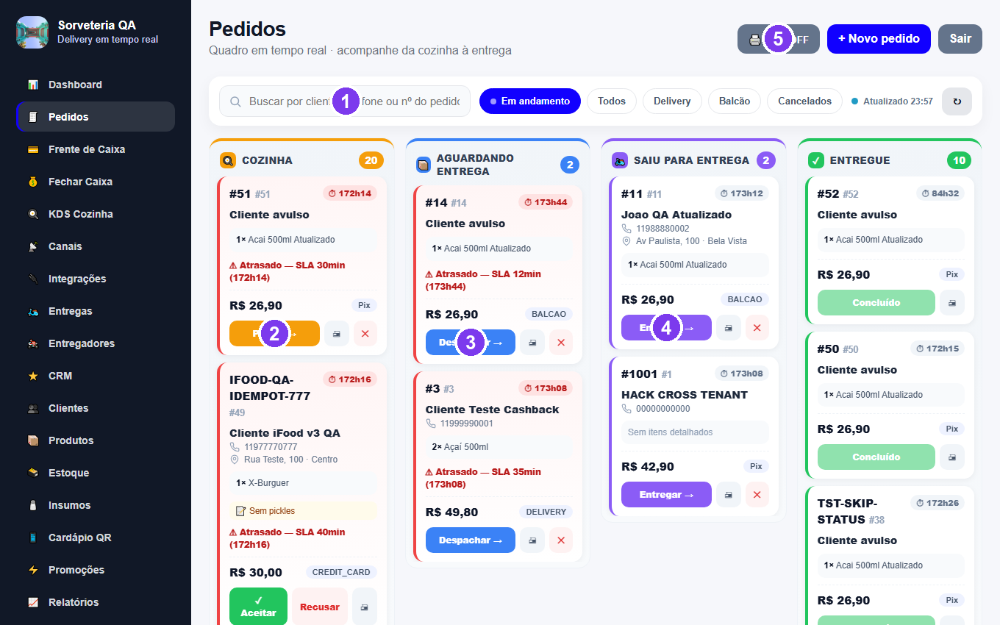 Sorveteria QA
Delivery em tempo real
Dashboard
Pedidos
Frente de Caixa
Fechar Caixa
KDS Cozinha
Canais
Integrações
Entregas
Entregadores
CRM
Clientes
Produtos
Estoque
Insumos
Cardápio QR
Promoções
Relatórios
Pedidos
Quadro em tempo real · acompanhe da cozinha à entrega
5
+ Novo pedido
Sair
Buscar por 1 fone ou nº do pedido
Em andamento
Todos
Delivery
Balcão
Cancelados
Atualizado 23:57
↻
COZINHA
20
#51 #51
172h14
Cliente avulso
1× Acai 500ml Atualizado
⚠ Atrasado — SLA 30min
(172h14)
R$ 26,90
Pix
2 →
✕
IFOOD-QA-
IDEMPOT-777
#49
172h16
Cliente iFood v3 QA
11977770777
Rua Teste, 100 · Centro
1× X-Burguer
Sem pickles
⚠ Atrasado — SLA 40min
(172h16)
R$ 30,00
CREDIT_CARD
✓
Aceitar
Recusar
AGUARDANDO
ENTREGA
2
#14 #14
173h44
Cliente avulso
1× Acai 500ml Atualizado
⚠ Atrasado — SLA 12min
(173h44)
R$ 26,90
BALCAO
3 →
✕
#3 #3
173h08
Cliente Teste Cashback
11999990001
2× Açaí 500ml
⚠ Atrasado — SLA 35min
(173h08)
R$ 49,80
DELIVERY
Despachar →
✕
SAIU PARA ENTREGA
2
#11 #11
173h12
Joao QA Atualizado
11988880002
Av Paulista, 100 · Bela Vista
1× Acai 500ml Atualizado
R$ 26,90
BALCAO
4 →
✕
#1001 #1
173h08
HACK CROSS TENANT
00000000000
Sem itens detalhados
R$ 42,90
Pix
Entregar →
✕
ENTREGUE
10
#52 #52
84h32
Cliente avulso
1× Acai 500ml Atualizado
R$ 26,90
Pix
Concluído
#50 #50
172h15
Cliente avulso
1× Acai 500ml Atualizado
R$ 26,90
Pix
Concluído
TST-SKIP-
STATUS #38
172h26
Cliente avulso
1× Acai 500ml Atualizado
R$ 26,90
Pix